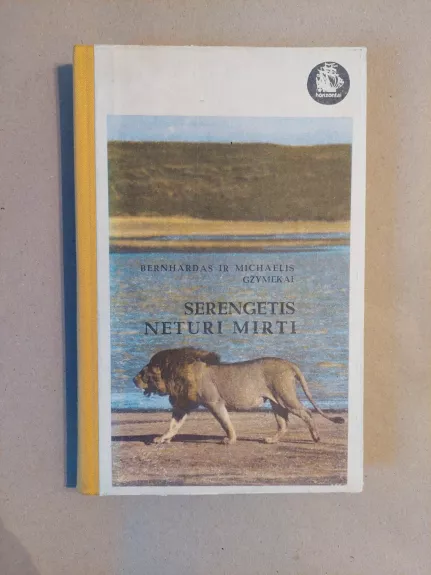 horizontai
BERNHARDAS IR MICHAELIS
GŽYMEKAI
SERENGETIS
NETURI MIRTI